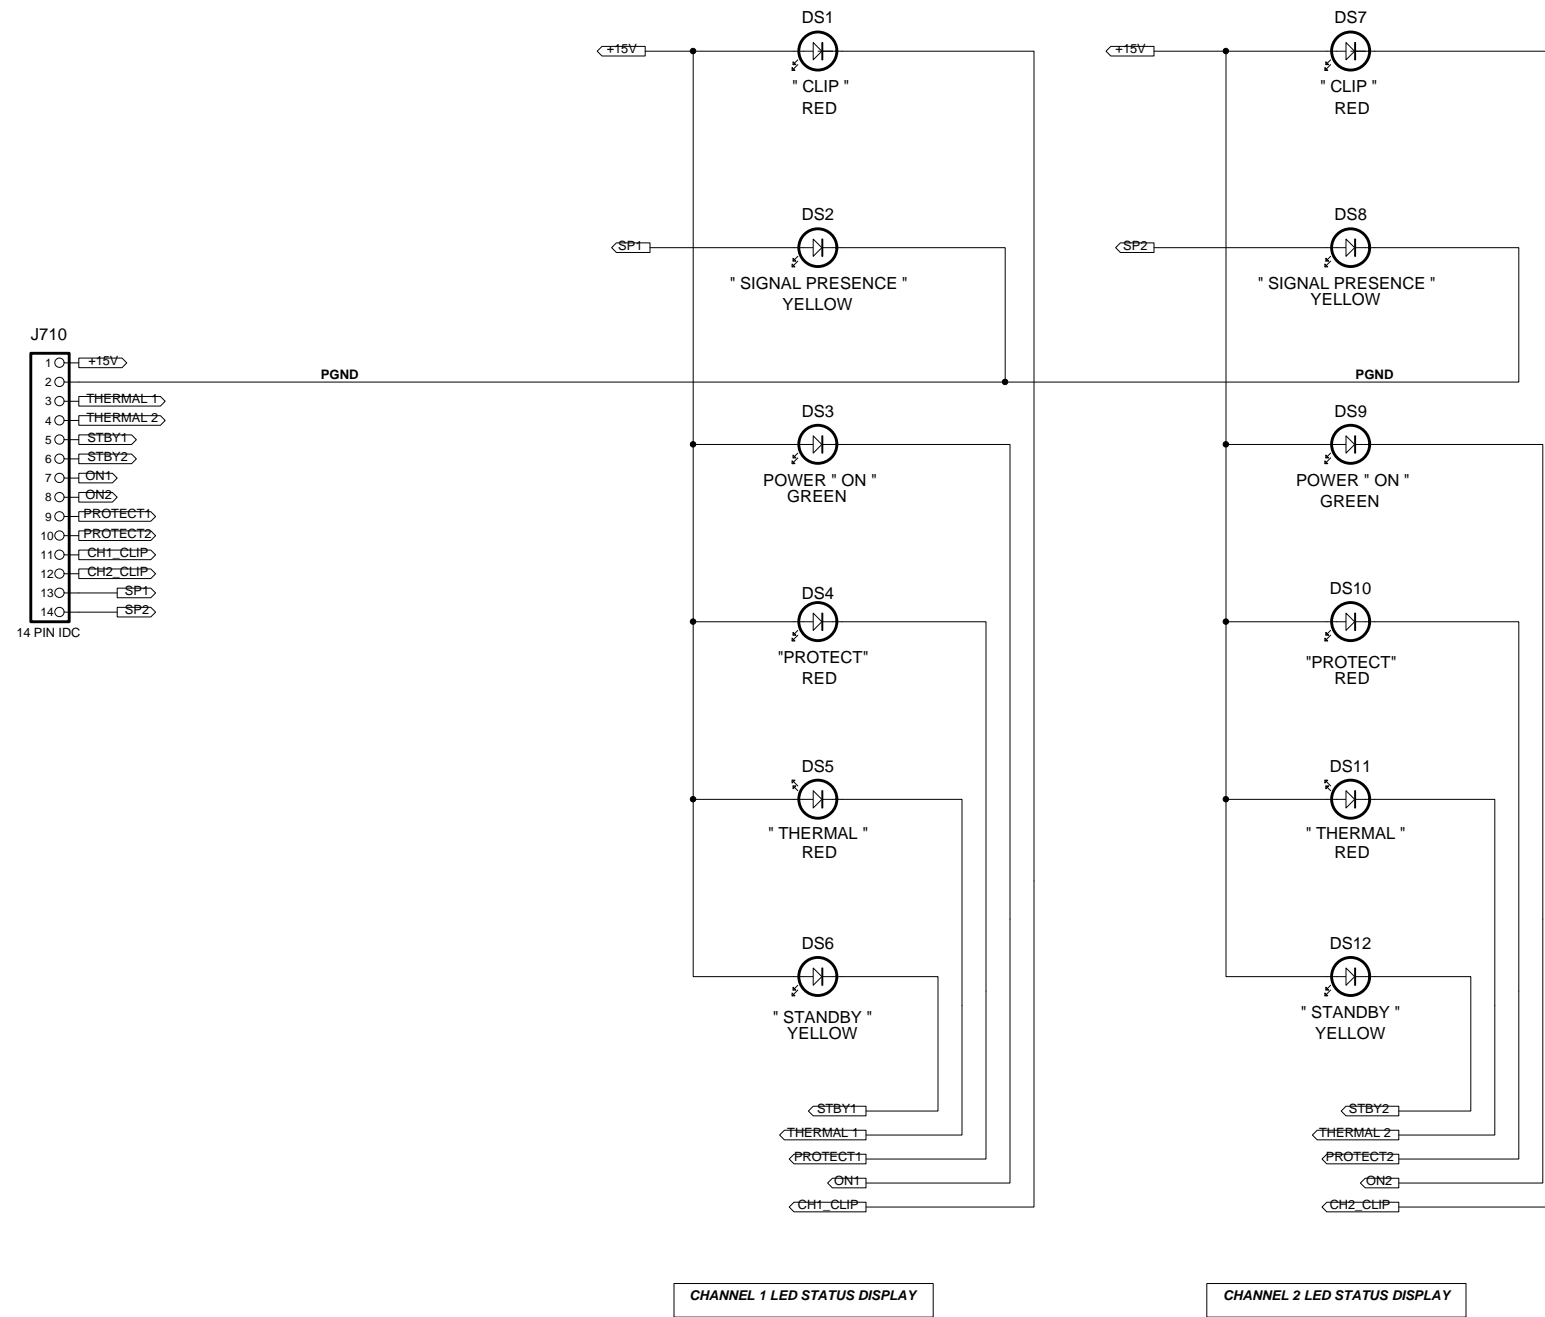 J710
1 +15V
2 PGND
3 THERMAL 1
4 THERMAL 2
5 STBY1
6 STBY2
7 ON1
8 ON2
9 PROTECT1
10 PROTECT2
11 CH1_CLIP
12 CH2_CLIP
13 SP1
14 SP2
14 PIN IDC
+15V
DS1
" CLIP "
RED
SP1
DS2
" SIGNAL PRESENCE "
YELLOW
DS3
POWER " ON "
GREEN
DS4
"PROTECT"
RED
DS5
" THERMAL "
RED
DS6
" STANDBY "
YELLOW
STBY1
THERMAL 1
PROTECT1
ON1
CH1_CLIP
CHANNEL 1 LED STATUS DISPLAY
+15V
DS7
" CLIP "
RED
SP2
DS8
" SIGNAL PRESENCE "
YELLOW
PGND
DS9
POWER " ON "
GREEN
DS10
"PROTECT"
RED
DS11
" THERMAL "
RED
DS12
" STANDBY "
YELLOW
STBY2
THERMAL 2
PROTECT2
ON2
CH2_CLIP
CHANNEL 2 LED STATUS DISPLAY